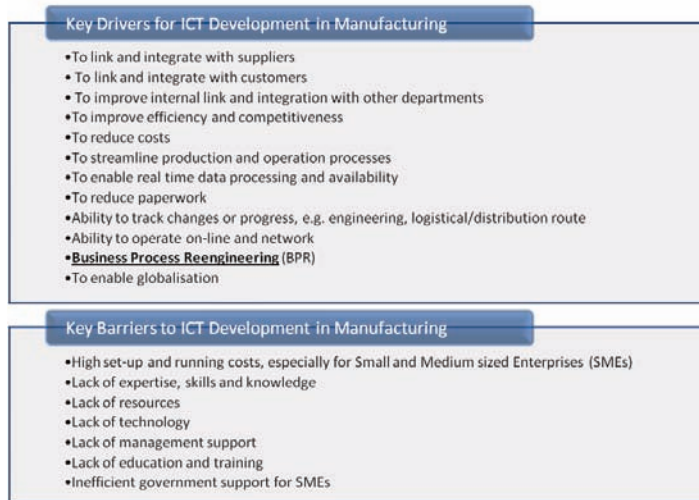 Key Drivers for ICT Development in Manufacturing
•To link and integrate with suppliers
• To link and integrate with customers
• To improve internal link and integration with other departments
•To improve efficiency and competitiveness
•To reduce costs
•To streamline production and operation processes
•To enable real time data processing and availability
•To reduce paperwork
•Ability to track changes or progress, e.g. engineering, logistical/distribution route
•Ability to operate on-line and network
•Business Process Reengineering (BPR)
•To enable globalisation
Key Barriers to ICT Development in Manufacturing
•High set-up and running costs, especially for Small and Medium sized Enterprises (SMEs)
•Lack of expertise, skills and knowledge
•Lack of resources
•Lack of technology
•Lack of management support
•Lack of education and training
•Inefficient government support for SMEs